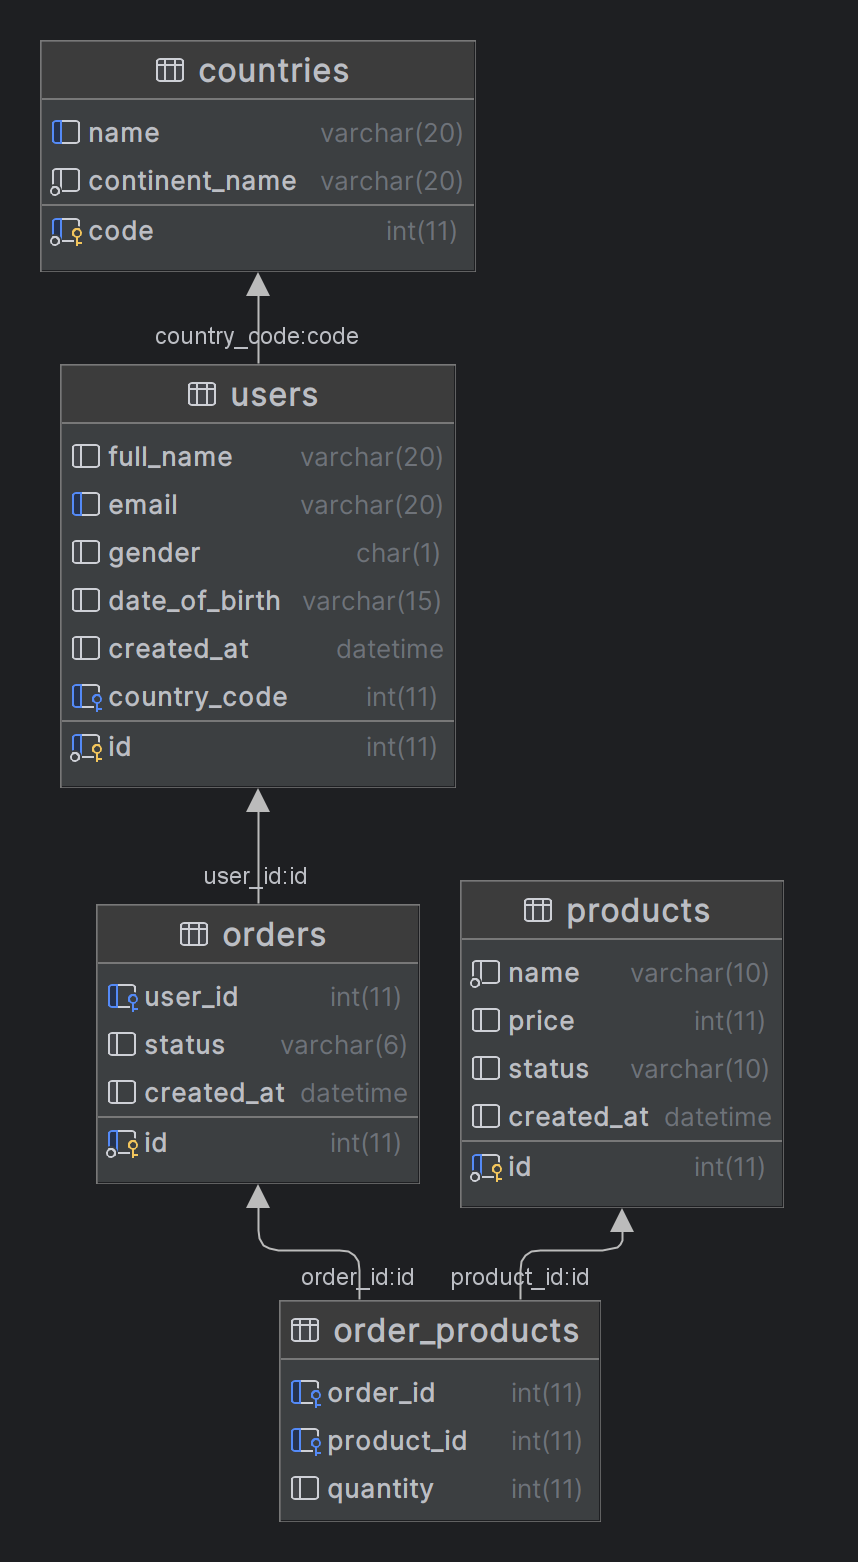 countries
name varchar(20)
continent_name varchar(20)
code int(11)
country_code:code
users
full_name varchar(20)
email varchar(20)
gender char(1)
date_of_birth varchar(15)
created_at datetime
country_code int(11)
id int(11)
user_id:id
orders
user_id int(11)
status varchar(6)
created_at datetime
id int(11)
products
name varchar(10)
price int(11)
status varchar(10)
created_at datetime
id int(11)
order_id:id
product_id:id
order_products
order_id int(11)
product_id int(11)
quantity int(11)